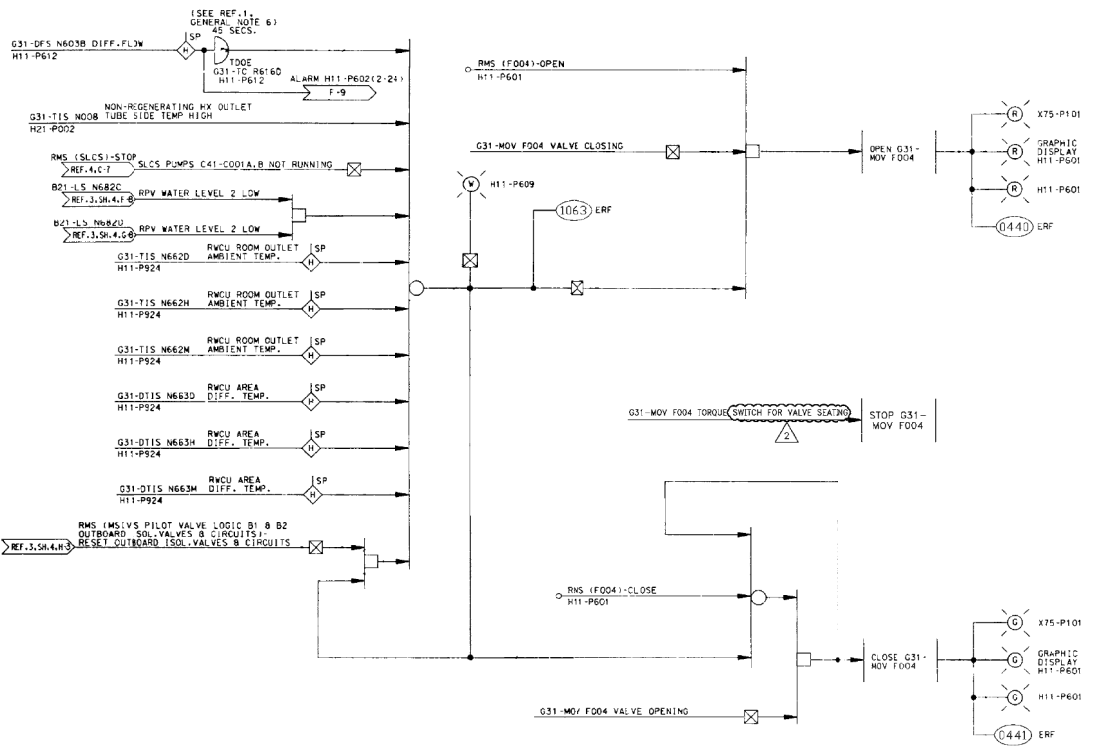 (SEE REF.1,
GENERAL NOTE 6)
45 SECS.
SP
G31-DFS N603B DIFF.FLOW
H11-P612
H
TDOE
G31-TC R616D
H11-P612
ALARM H11-P602(2-24)
F-9
NON-REGENERATING HX OUTLET
G31-TIS N008 TUBE SIDE TEMP HIGH
H21-P002
RMS (SLCS)-STOP
REF.4,C-7
SLCS PUMPS C41-C001A,B NOT RUNNING
B21-LS N682C
REF.3.SH.4.F-8
RPV WATER LEVEL 2 LOW
B21-LS N682D
REF.3.SH.4.G-8
RPV WATER LEVEL 2 LOW
RWCU ROOM OUTLET
G31-TIS N662D AMBIENT TEMP.
H11-P924
SP
H
RWCU ROOM OUTLET
G31-TIS N662H AMBIENT TEMP.
H11-P924
SP
H
RWCU ROOM OUTLET
G31-TIS N662M AMBIENT TEMP.
H11-P924
SP
H
RWCU AREA
G31-DTIS N663D DIFF. TEMP.
H11-P924
SP
H
RWCU AREA
G31-DTIS N663H DIFF. TEMP.
H11-P924
SP
H
RWCU AREA
G31-DTIS N663M DIFF. TEMP.
H11-P924
SP
H
RMS (MSIVS PILOT VALVE LOGIC B1 & B2
OUTBOARD SOL.VALVES & CIRCUITS)-
REF.3.SH.4.H-3
RESET OUTBOARD ISOL.VALVES & CIRCUITS
RMS (F004)-OPEN
H11-P601
G31-MOV F004 VALVE CLOSING
W
H11-P609
1063 ERF
OPEN G31-
MOV F004
R
X75-P101
R
GRAPHIC
DISPLAY
H11-P601
R
H11-P601
0440 ERF
G31-MOV F004 TORQUE SWITCH FOR VALVE SEATING
2
STOP G31-
MOV F004
RMS (F004)-CLOSE
H11-P601
G31-MOV F004 VALVE OPENING
CLOSE G31-
MOV F004
G
X75-P101
G
GRAPHIC
DISPLAY
H11-P601
G
H11-P601
0441 ERF